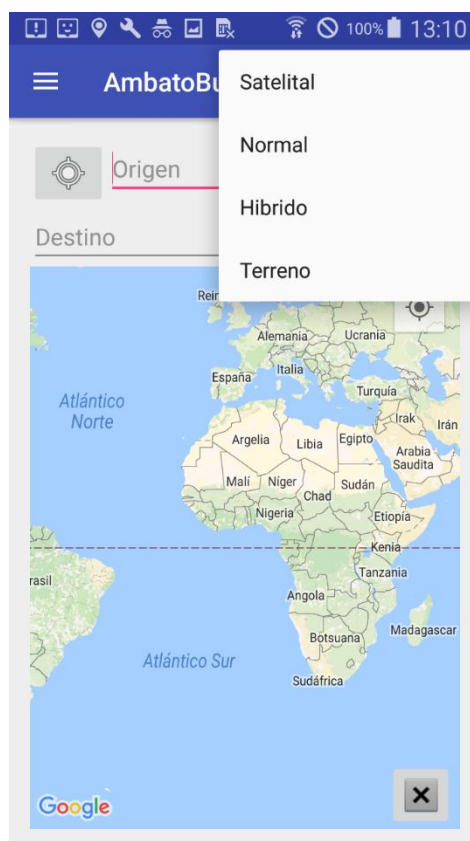 100% 13:10
AmbatoBu
Satelital
Normal
Hibrido
Terreno
Origen
Destino
Rein
Alemania
Ucrania
Italia
España
Turquía
Atlántico
Norte
Irak
Irán
Argelia
Libia
Egipto
Arabia
Saudita
Malí
Níger
Chad
Sudán
Nigeria
Etiopía
Kenia
rasil
Tanzania
Angola
Botsuana
Madagascar
Atlántico Sur
Sudáfrica
Google